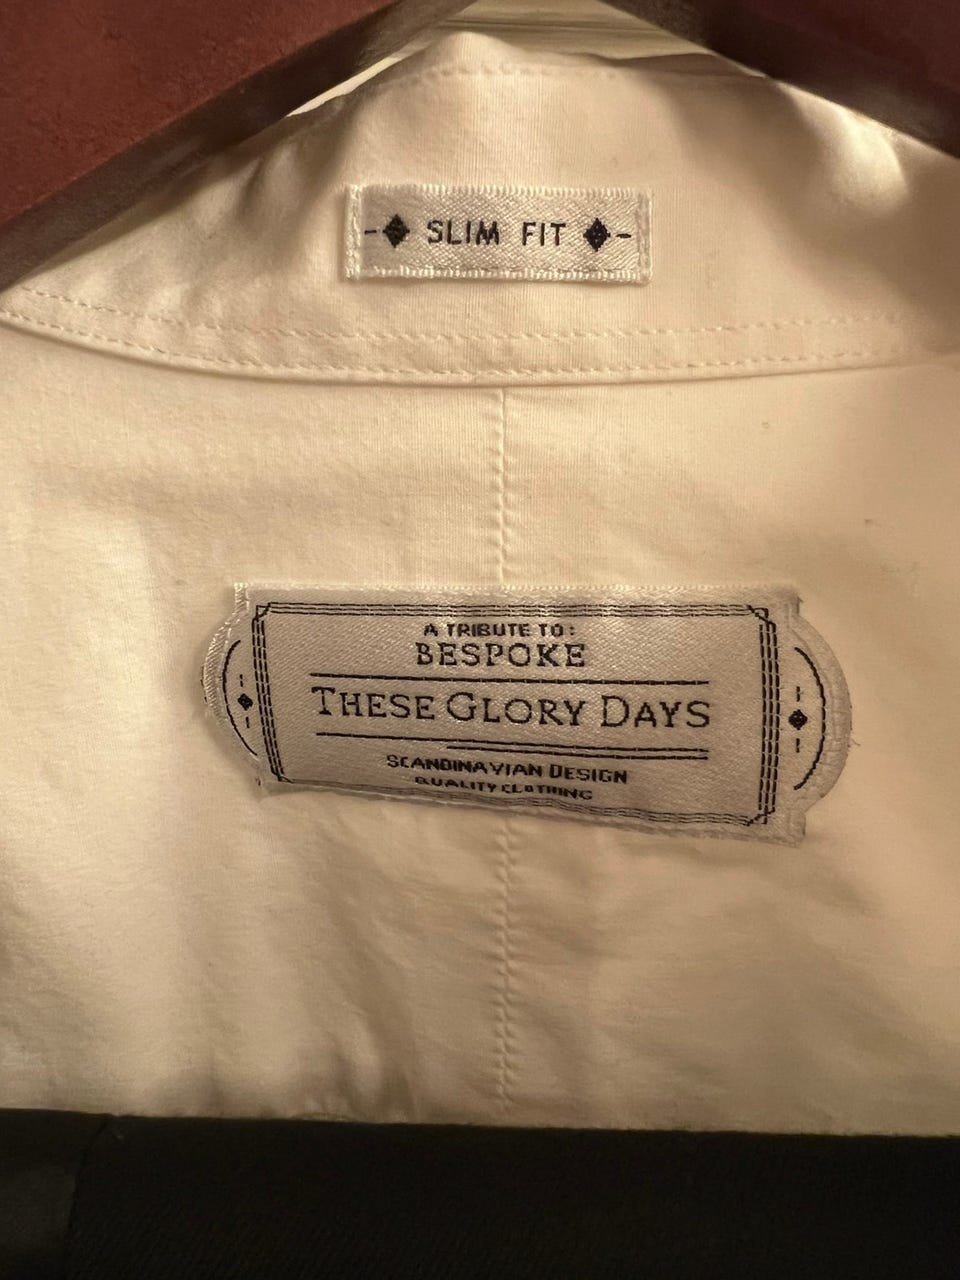 SLIM FIT
A TRIBUTE TO:
BESPOKE
THESE GLORY DAYS
SCANDINAVIAN DESIGN
QUALITY CLOTHING